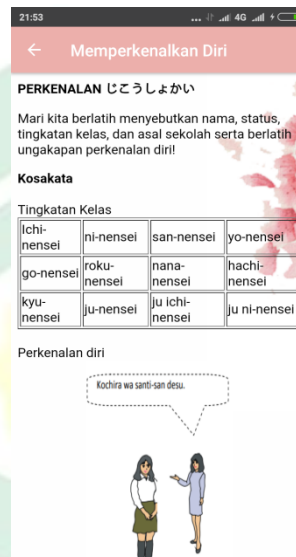 21:53
... 4G
Memperkenalkan Diri
PERKENALAN じこうしょかい
Mari kita berlatih menyebutkan nama, status,
tingkatan kelas, dan asal sekolah serta berlatih
ungakapan perkenalan diri!
Kosakata
Tingkatan Kelas
Ichi-
nensei
ni-nensei
san-nensei
yo-nensei
go-nensei
roku-
nensei
nana-
nensei
hachi-
nensei
kyu-
nensei
ju-nensei
ju ichi-
nensei
ju ni-nensei
Perkenalan diri
Kochira wa santi-san desu.